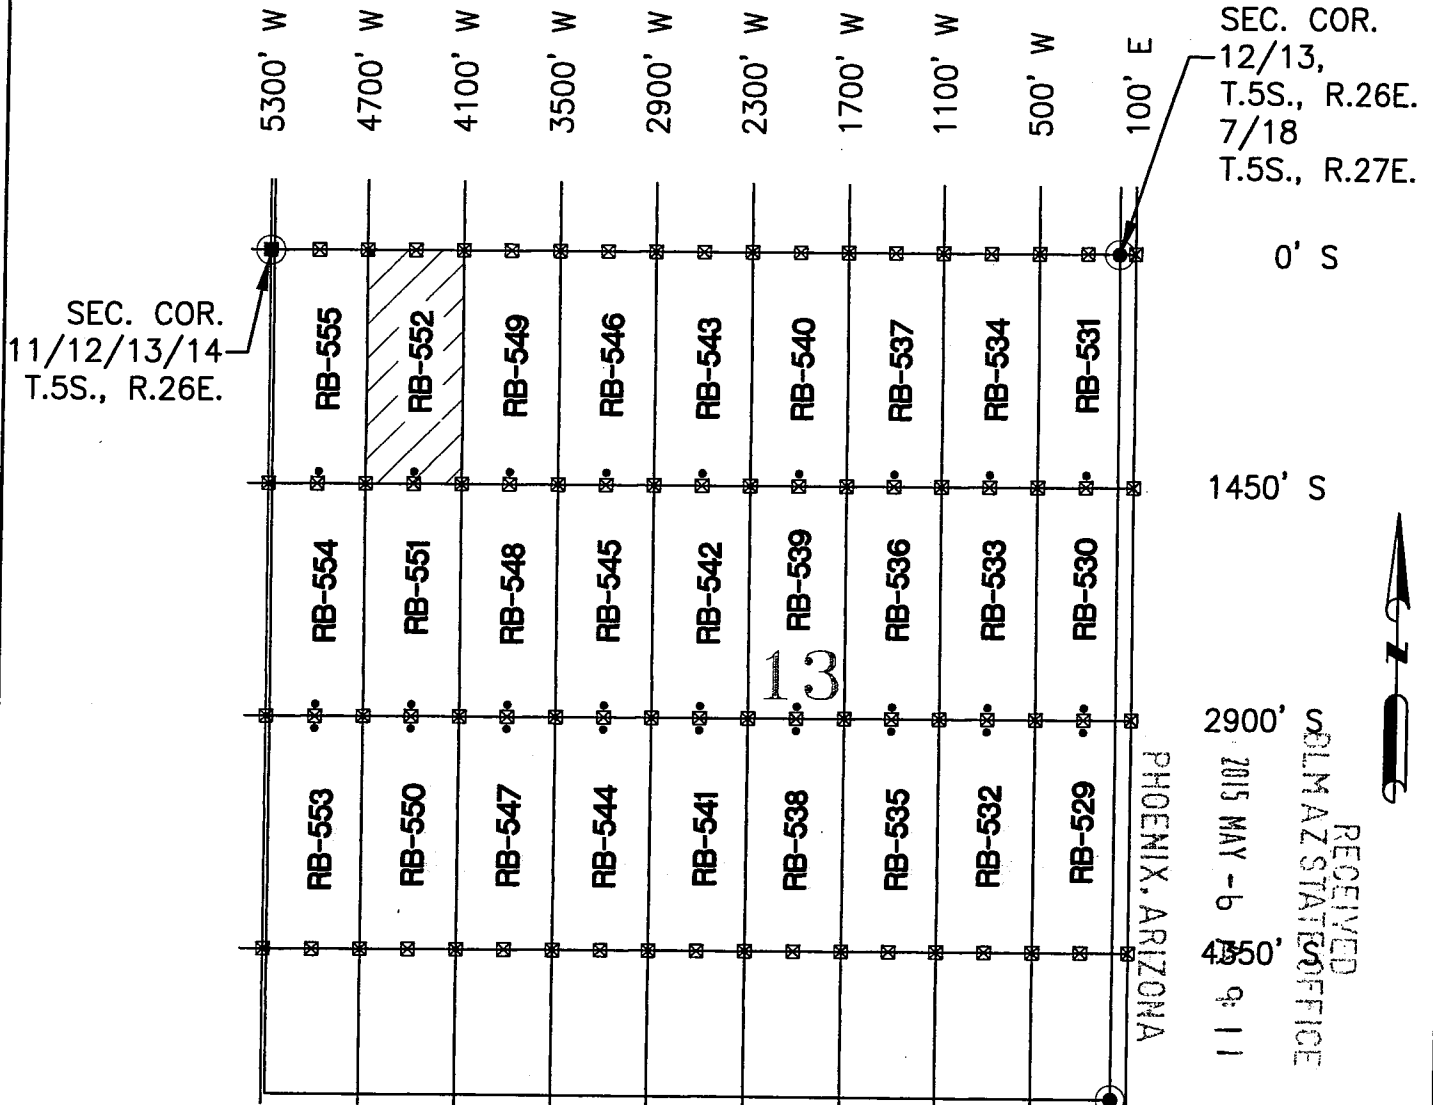 5300' W
4700' W
4100' W
3500' W
2900' W
2300' W
1700' W
1100' W
500' W
100' E
SEC. COR.
12/13,
T.5S., R.26E.
7/18
T.5S., R.27E.
0' S
SEC. COR.
11/12/13/14
T.5S., R.26E.
RB-555
RB-552
RB-549
RB-546
RB-543
RB-540
RB-537
RB-534
RB-531
1450' S
RB-554
RB-551
RB-548
RB-545
RB-542
RB-539
RB-536
RB-533
RB-530
13
N
2900' S
RB-553
RB-550
RB-547
RB-544
RB-541
RB-538
RB-535
RB-532
RB-529
4350' S
RECEIVED
BLM AZ STATE OFFICE
2015 MAY -6 9:11
PHOENIX, ARIZONA